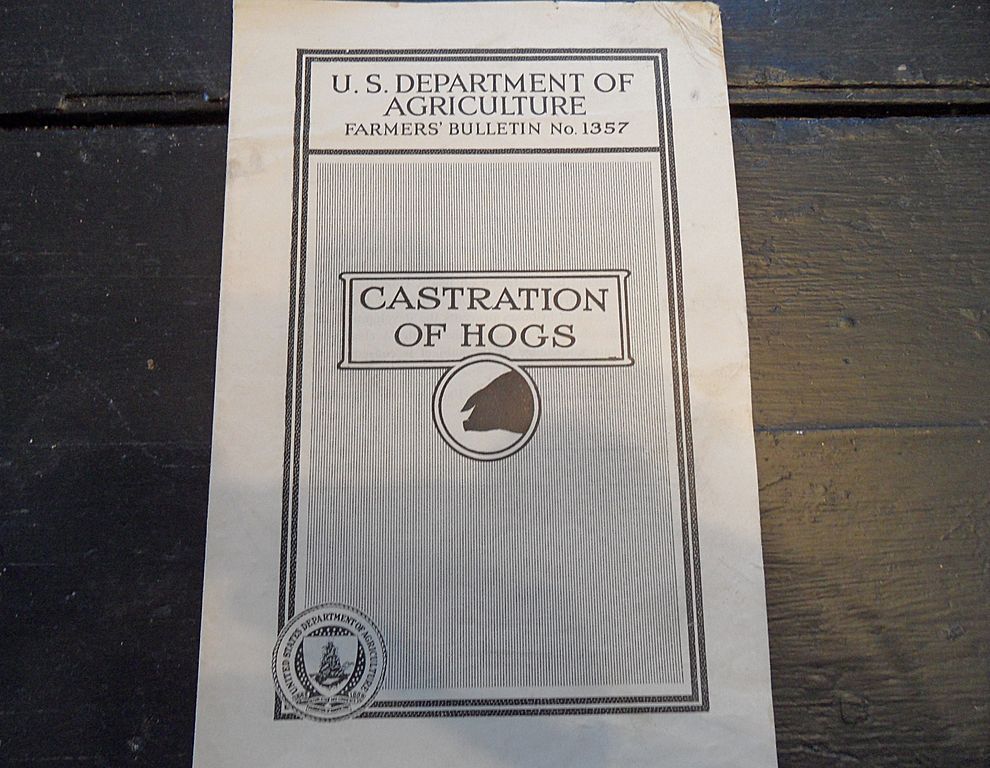 U. S. DEPARTMENT OF
AGRICULTURE
FARMERS' BULLETIN No. 1357
CASTRATION
OF HOGS
UNITED STATES DEPARTMENT OF AGRICULTURE